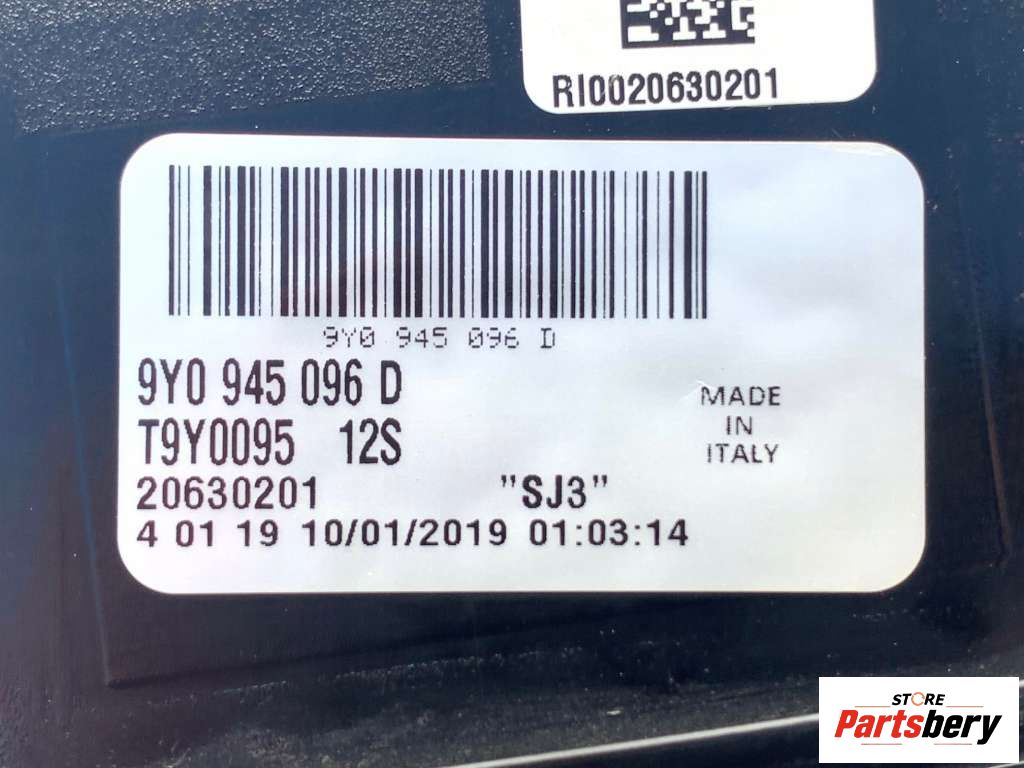 RI0020630201
9Y0 945 096 D
9Y0 945 096 D
T9Y0095 12S
20630201 "SJ3"
4 01 19 10/01/2019 01:03:14
MADE
IN
ITALY
STORE
Partsbery